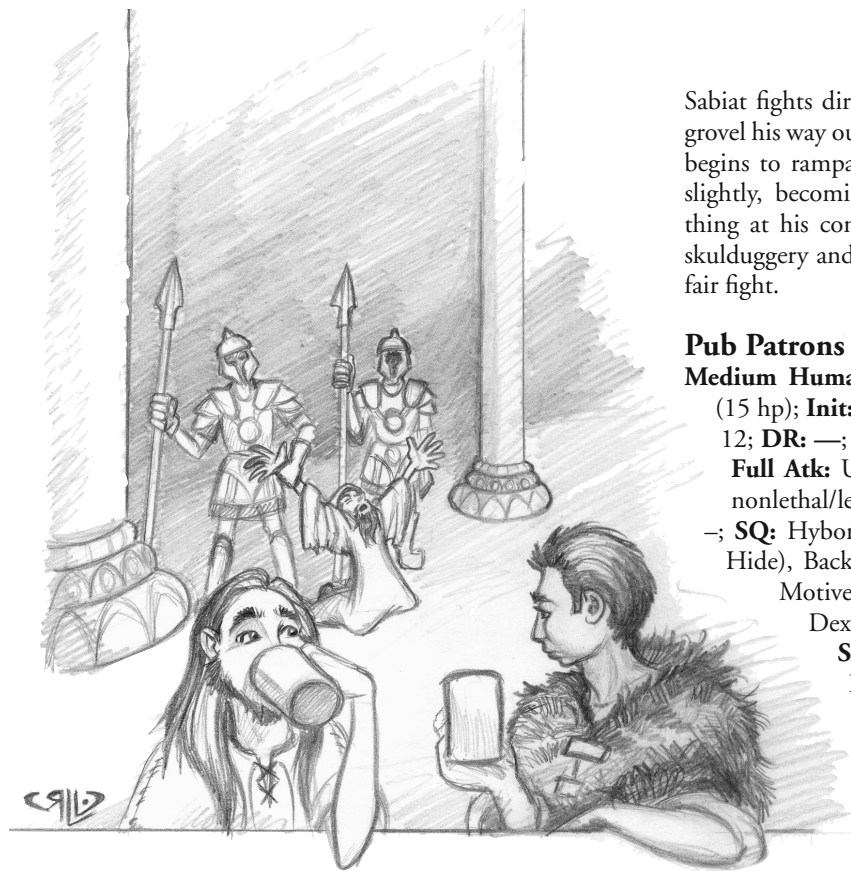 Sabiat fights dir
grovel his way ou
begins to rampa
slightly, becomi
thing at his con
skulduggery and
fair fight.
Pub Patrons
Medium Huma
(15 hp); Init:
12; DR: —;
Full Atk: U
nonlethal/le
–; SQ: Hybor
Hide), Back
Motive
Dex
S